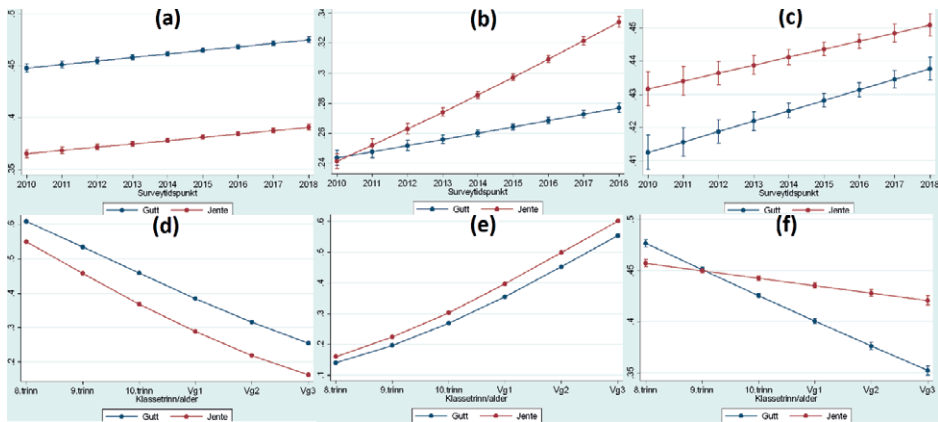 (a)
.5
.45
.4
.35
2010 2011 2012 2013 2014 2015 2016 2017 2018
Surveytidspunkt
Gutt Jente
(b)
.34
.32
.3
.28
.26
.24
2010 2011 2012 2013 2014 2015 2016 2017 2018
Surveytidspunkt
Gutt Jente
(c)
.45
.44
.43
.42
.41
2010 2011 2012 2013 2014 2015 2016 2017 2018
Surveytidspunkt
Gutt Jente
(d)
.6
.5
.4
.3
.2
8.trinn 9.trinn 10.trinn Vg1 Vg2 Vg3
Klassetrinn/alder
Gutt Jente
(e)
.6
.5
.4
.3
.2
.1
8.trinn 9.trinn 10.trinn Vg1 Vg2 Vg3
Klassetrinn/alder
Gutt Jente
(f)
.5
.45
.4
.35
8.trinn 9.trinn 10.trinn Vg1 Vg2 Vg3
Klassetrinn/alder
Gutt Jente